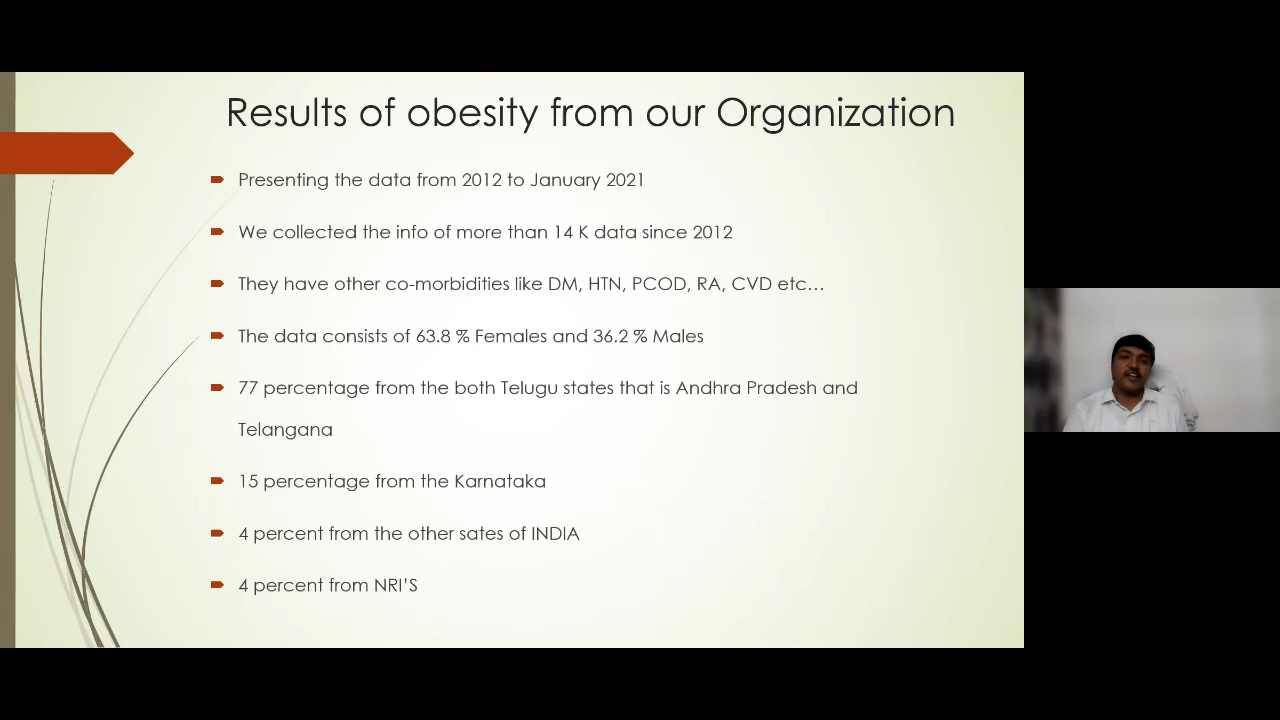 Results of obesity from our Organization
Presenting the data from 2012 to January 2021
We collected the info of more than 14 K data since 2012
They have other co-morbidities like DM, HTN, PCOD, RA, CVD etc…
The data consists of 63.8 % Females and 36.2 % Males
77 percentage from the both Telugu states that is Andhra Pradesh and
Telangana
15 percentage from the Karnataka
4 percent from the other sates of INDIA
4 percent from NRI'S